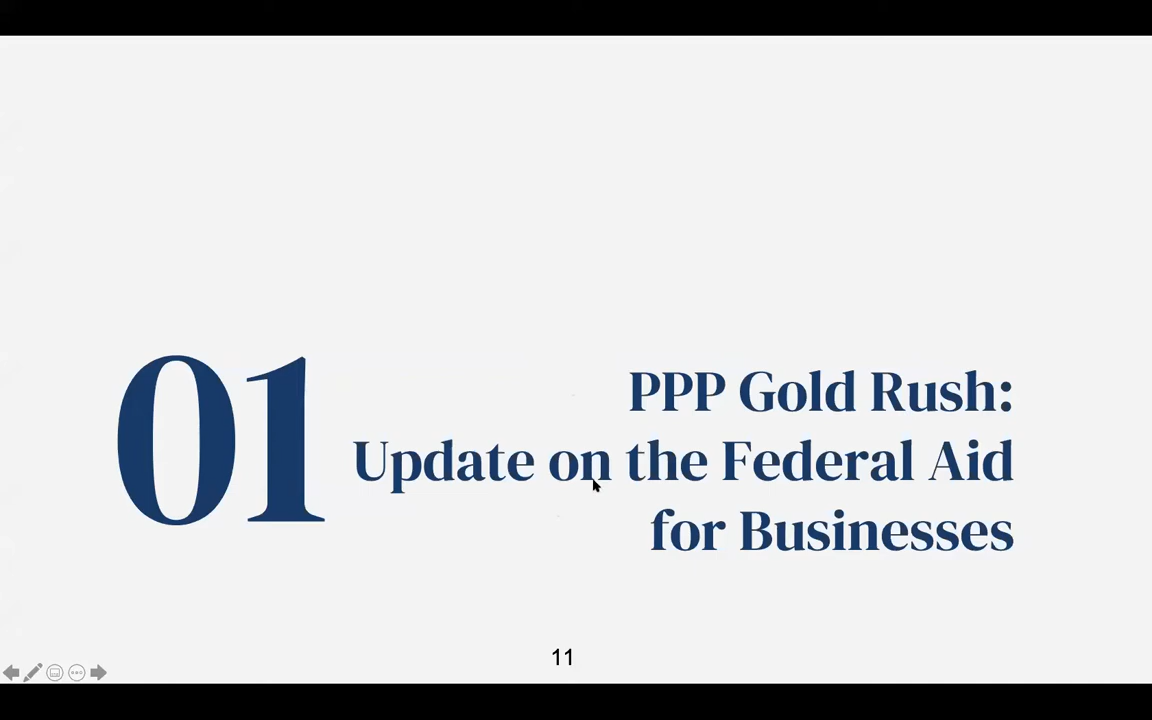 01
PPP Gold Rush:
Update on the Federal Aid
for Businesses
11